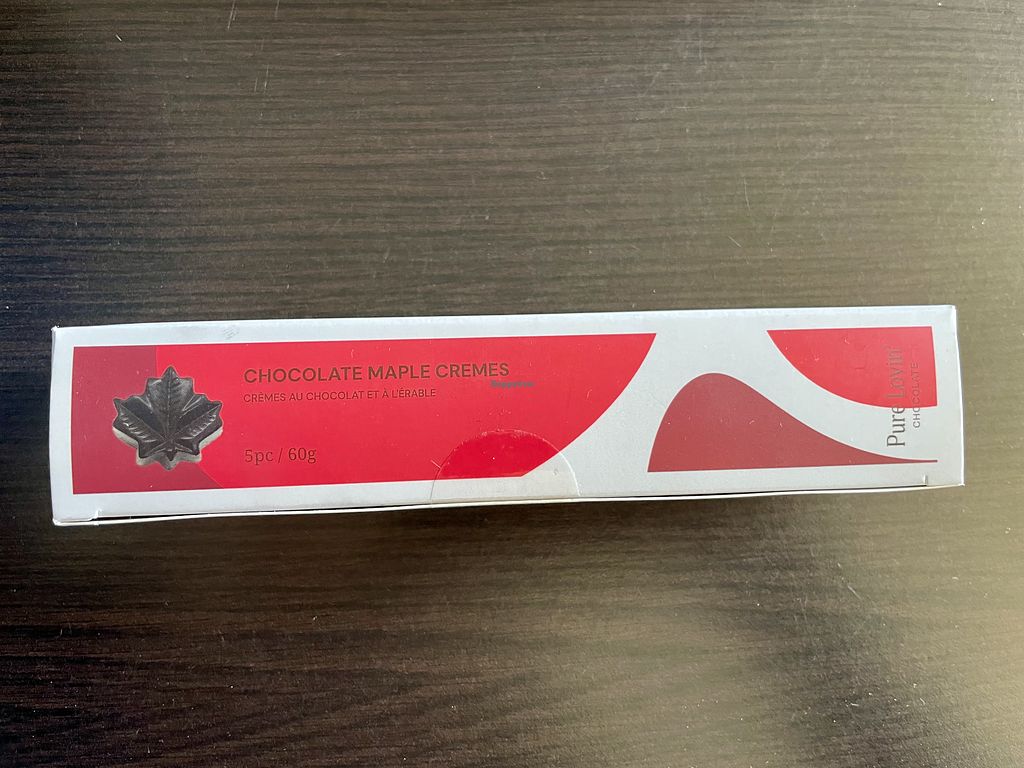 CHOCOLATE MAPLE CREMES
CRÈMES AU CHOCOLAT ET À L'ÉRABLE
5pc / 60g
Pure Lovin'
CHOCOLATE